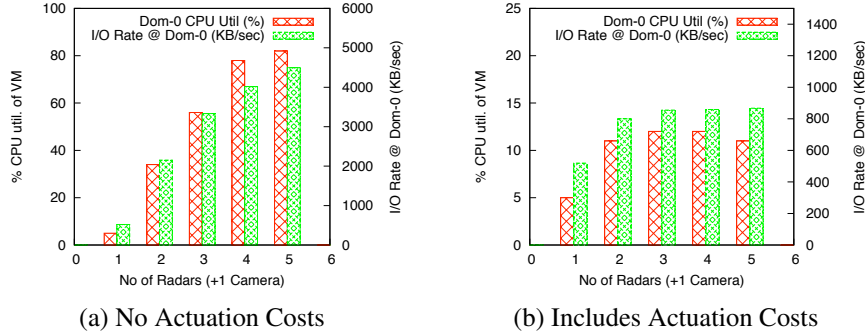 Dom-0 CPU Util (%)
I/O Rate @ Dom-0 (KB/sec)
% CPU util. of VM
100
80
60
40
20
0
I/O Rate @ Dom-0 (KB/sec)
6000
5000
4000
3000
2000
1000
0
0 1 2 3 4 5 6
No of Radars (+1 Camera)
(a) No Actuation Costs
Dom-0 CPU Util (%)
I/O Rate @ Dom-0 (KB/sec)
% CPU util. of VM
25
20
15
10
5
0
I/O Rate @ Dom-0 (KB/sec)
1400
1200
1000
800
600
400
200
0
0 1 2 3 4 5 6
No of Radars (+1 Camera)
(b) Includes Actuation Costs